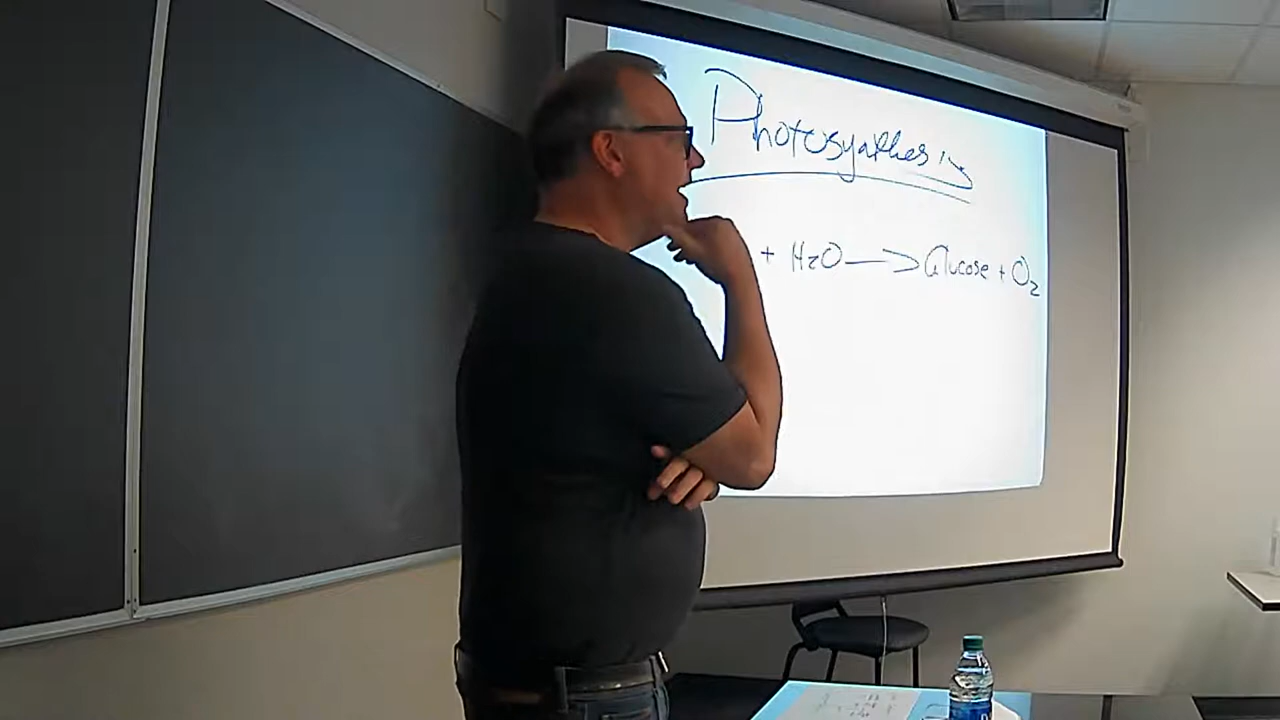 Photosynthesis
+ H2O → Glucose + O2